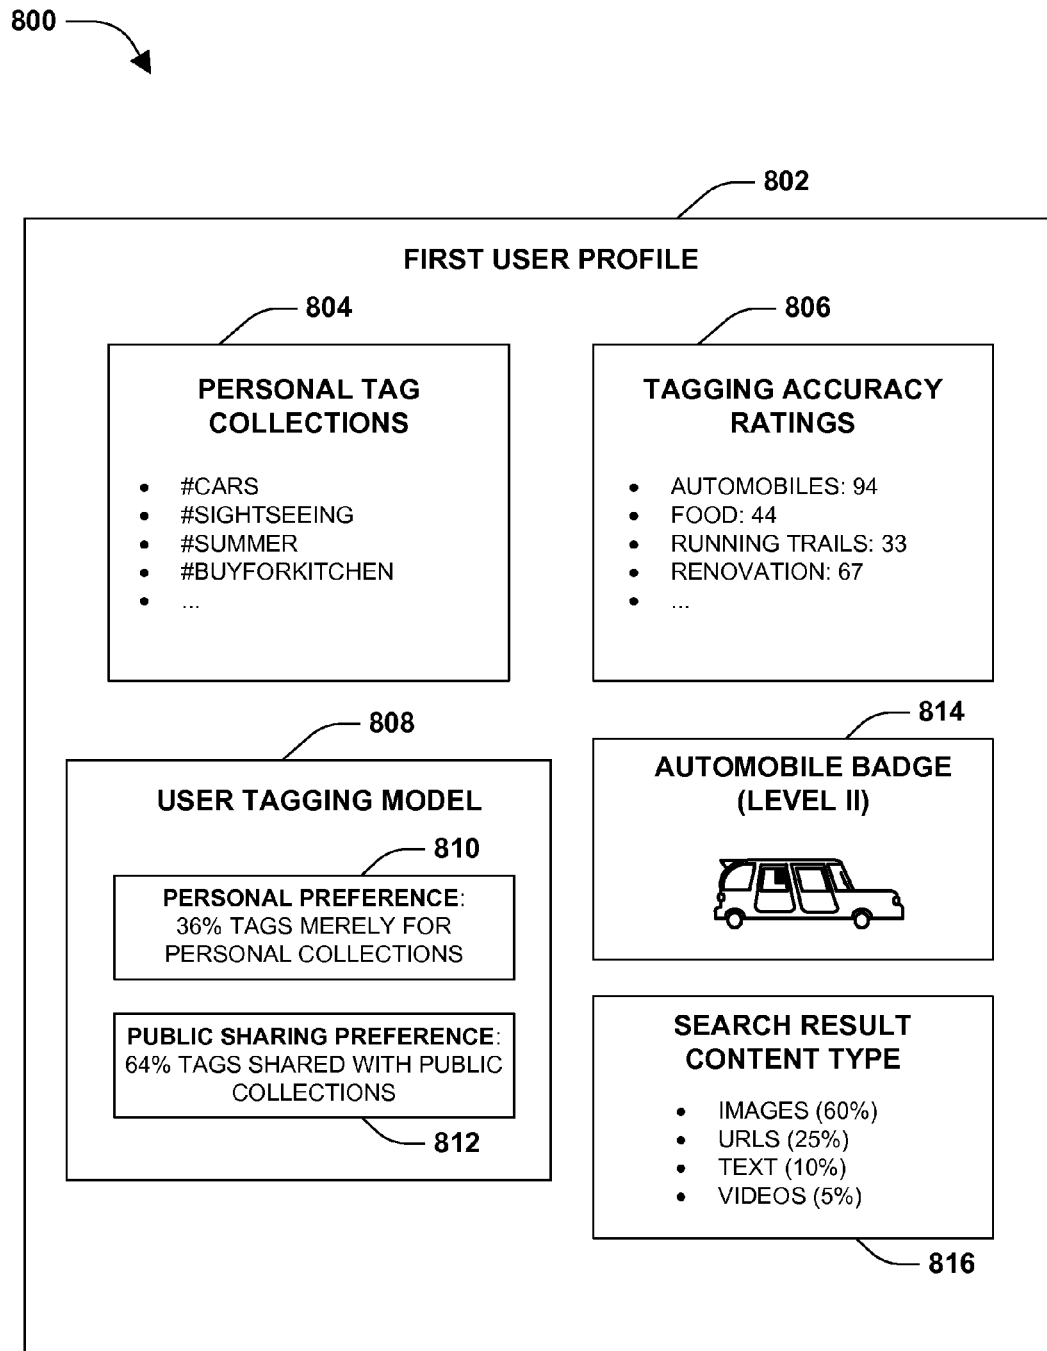 800
802
FIRST USER PROFILE
804
PERSONAL TAG
COLLECTIONS
• #CARS
• #SIGHTSEEING
• #SUMMER
• #BUYFORKITCHEN
• ...
806
TAGGING ACCURACY
RATINGS
• AUTOMOBILES: 94
• FOOD: 44
• RUNNING TRAILS: 33
• RENOVATION: 67
• ...
808
USER TAGGING MODEL
810
PERSONAL PREFERENCE:
36% TAGS MERELY FOR
PERSONAL COLLECTIONS
PUBLIC SHARING PREFERENCE:
64% TAGS SHARED WITH PUBLIC
COLLECTIONS
812
814
AUTOMOBILE BADGE
(LEVEL II)
SEARCH RESULT
CONTENT TYPE
• IMAGES (60%)
• URLS (25%)
• TEXT (10%)
• VIDEOS (5%)
816